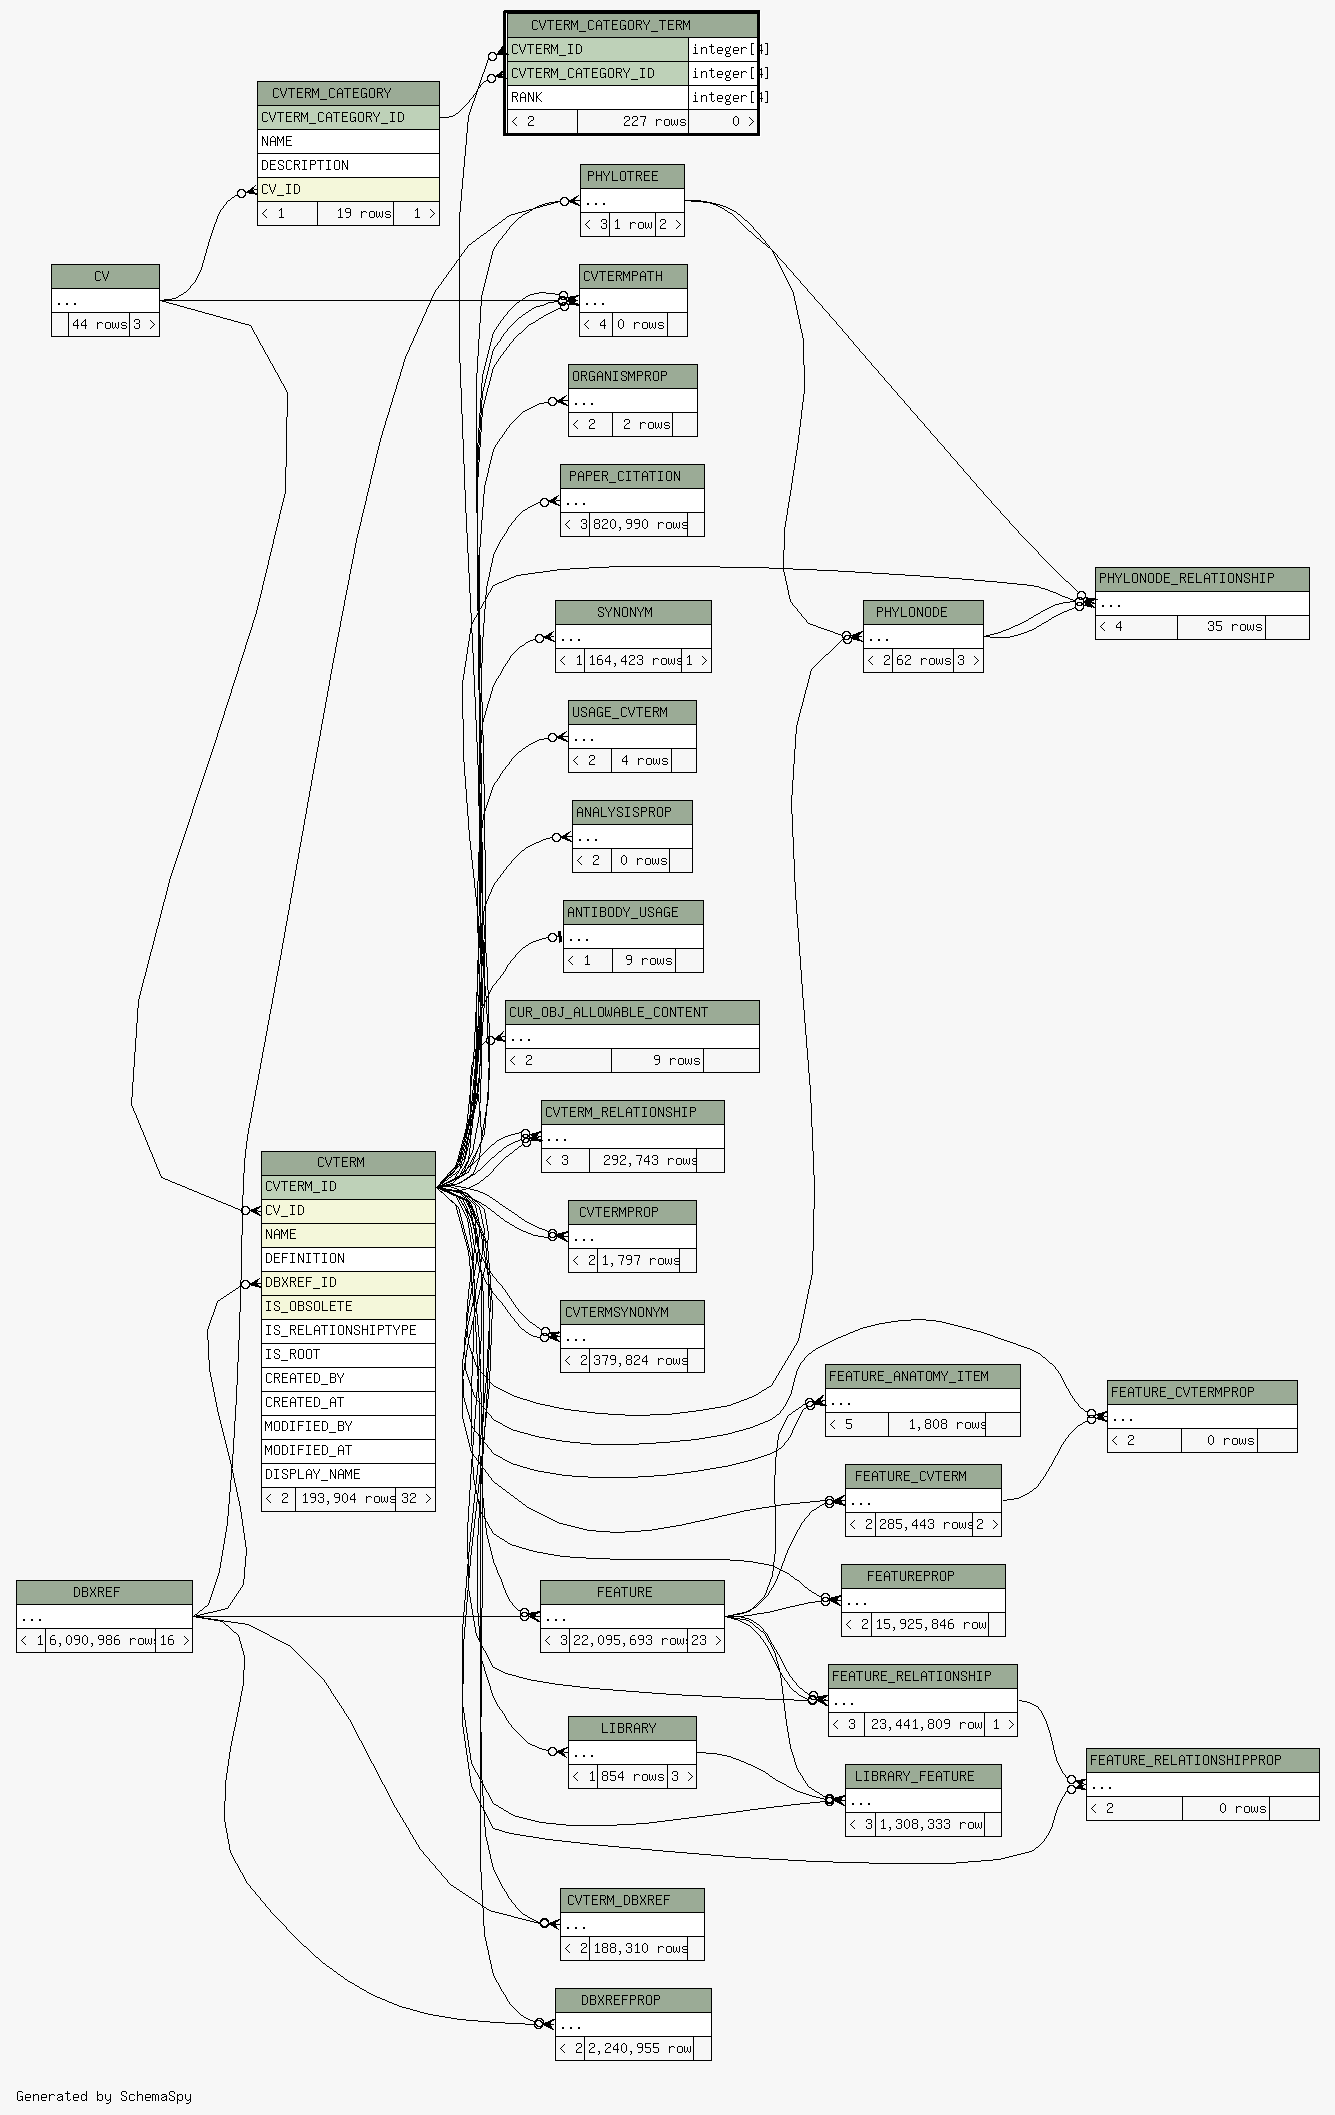 CVTERM_CATEGORY_TERM
CVTERM_ID integer[4]
CVTERM_CATEGORY_ID integer[4]
RANK integer[4]
< 2 227 rows 0 >
CVTERM_CATEGORY
CVTERM_CATEGORY_ID
NAME
DESCRIPTION
CV_ID
< 1 19 rows 1 >
PHYLOTREE
...
< 3 1 row 2 >
CV
...
44 rows 3 >
CVTERMPATH
...
< 4 0 rows
ORGANISMPROP
...
< 2 2 rows
PAPER_CITATION
...
< 3 820,990 rows
PHYLONODE_RELATIONSHIP
...
< 4 35 rows
SYNONYM
...
< 1 164,423 rows 1 >
PHYLONODE
...
< 2 62 rows 3 >
USAGE_CVTERM
...
< 2 4 rows
ANALYSISPROP
...
< 2 0 rows
ANTIBODY_USAGE
...
< 1 9 rows
CUR_OBJ_ALLOWABLE_CONTENT
...
< 2 9 rows
CVTERM_RELATIONSHIP
...
< 3 292,743 rows
CVTERM
CVTERM_ID
CV_ID
NAME
DEFINITION
DBXREF_ID
IS_OBSOLETE
IS_RELATIONSHIPTYPE
IS_ROOT
CREATED_BY
CREATED_AT
MODIFIED_BY
MODIFIED_AT
DISPLAY_NAME
< 2 193,904 rows 32 >
CVTERMPROP
...
< 2 1,797 rows
CVTERMSYNONYM
...
< 2 379,824 rows
FEATURE_ANATOMY_ITEM
...
< 5 1,808 rows
FEATURE_CVTERMPROP
...
< 2 0 rows
FEATURE_CVTERM
...
< 2 285,443 rows 2 >
DBXREF
...
< 1 6,090,986 rows 16 >
FEATURE
...
< 3 22,095,693 rows 23 >
FEATUREPROP
...
< 2 15,925,846 row
FEATURE_RELATIONSHIP
...
< 3 23,441,809 row 1 >
LIBRARY
...
< 1 854 rows 3 >
FEATURE_RELATIONSHIPPROP
...
< 2 0 rows
LIBRARY_FEATURE
...
< 3 1,308,333 row
CVTERM_DBXREF
...
< 2 188,310 rows
DBXREFPROP
...
< 2 2,240,955 row
Generated by SchemaSpy